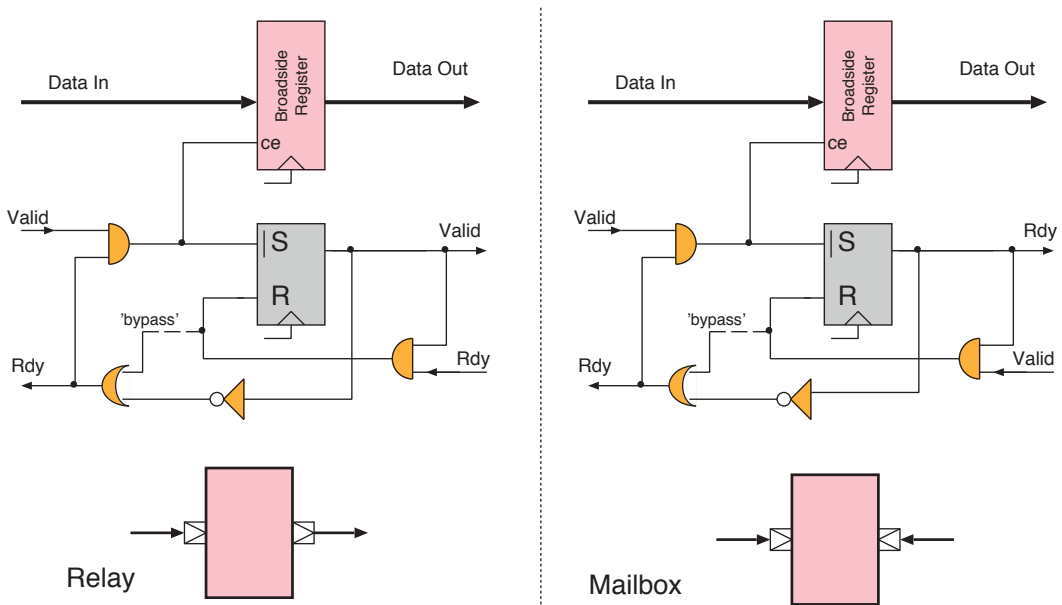 Data In
Broadside
Register
Data Out
ce
Valid
S
Valid
R
'bypass'
Rdy
Rdy
Relay
Data In
Broadside
Register
Data Out
ce
Valid
S
Rdy
R
'bypass'
Rdy
Valid
Mailbox